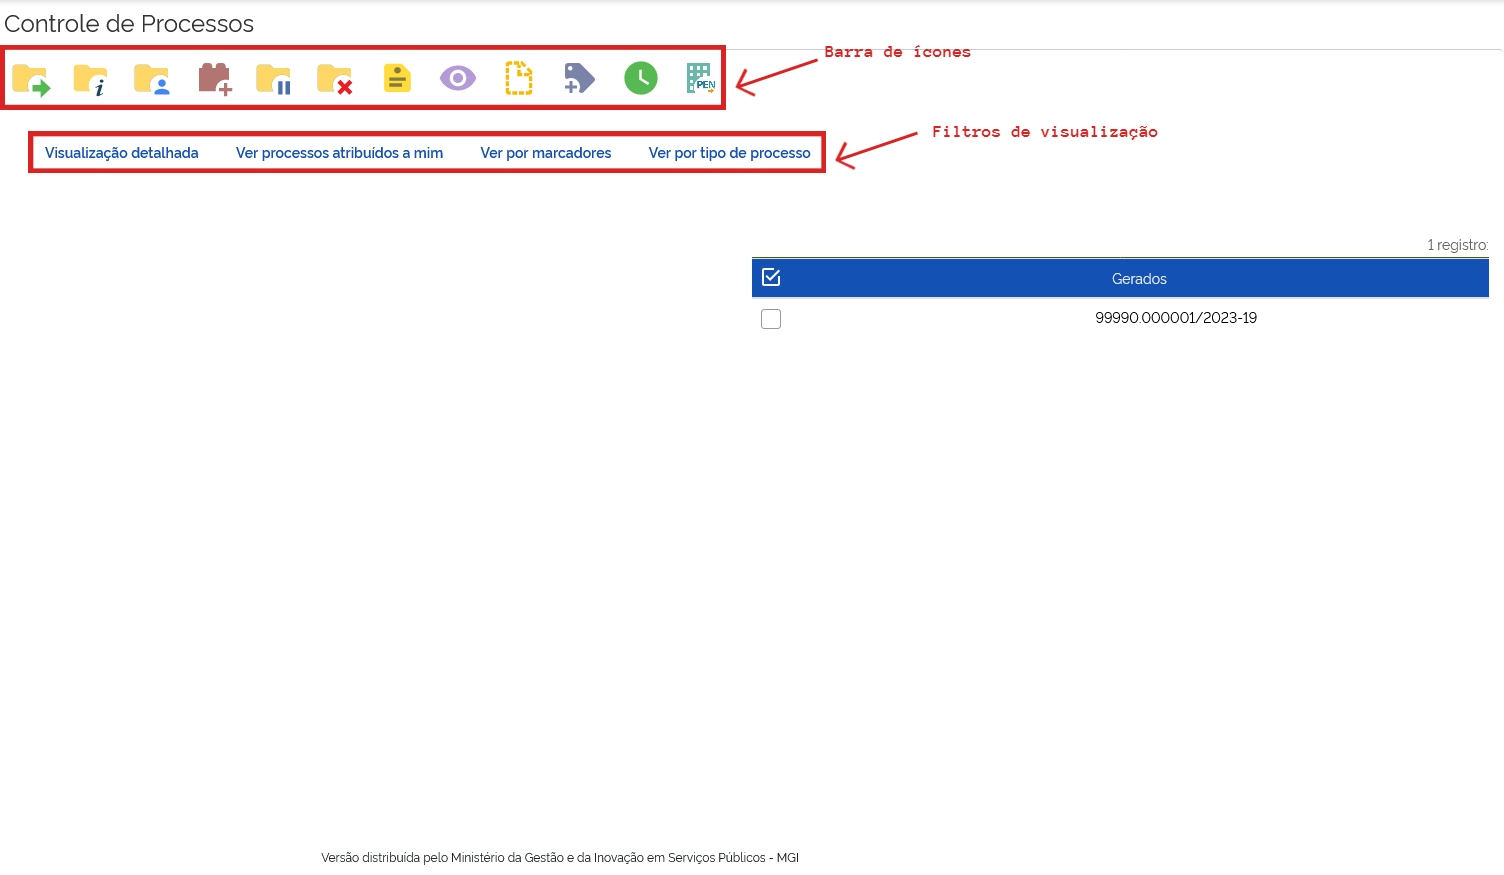 Controle de Processos
Barra de ícones
i
PEN
Filtros de visualização
Visualização detalhada Ver processos atribuídos a mim Ver por marcadores Ver por tipo de processo
1 registro:
Gerados
99990.000001/2023-19
Versão distribuída pelo Ministério da Gestão e da Inovação em Serviços Públicos - MGI